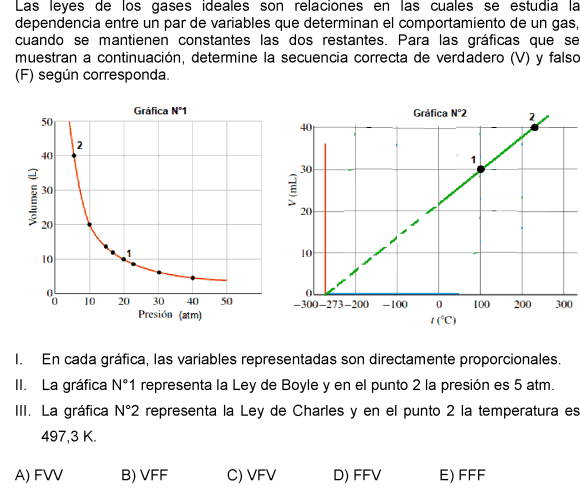 Las leyes de los gases ideales son relaciones en las cuales se estudia la
dependencia entre un par de variables que determinan el comportamiento de un gas,
cuando se mantienen constantes las dos restantes. Para las gráficas que se
muestran a continuación, determine la secuencia correcta de verdadero (V) y falso
(F) según corresponda.
Gráfica N°1
50
40
30
20
10
0
Volumen (L)
2
1
0 10 20 30 40 50
Presión (atm)
Gráfica N°2
40
30
20
10
0
V (mL)
1
2
−300 −273 −200 −100 0 100 200 300
t (°C)
I. En cada gráfica, las variables representadas son directamente proporcionales.
II. La gráfica N°1 representa la Ley de Boyle y en el punto 2 la presión es 5 atm.
III. La gráfica N°2 representa la Ley de Charles y en el punto 2 la temperatura es
497,3 K.
A) FVV B) VFF C) VFV D) FFV E) FFF